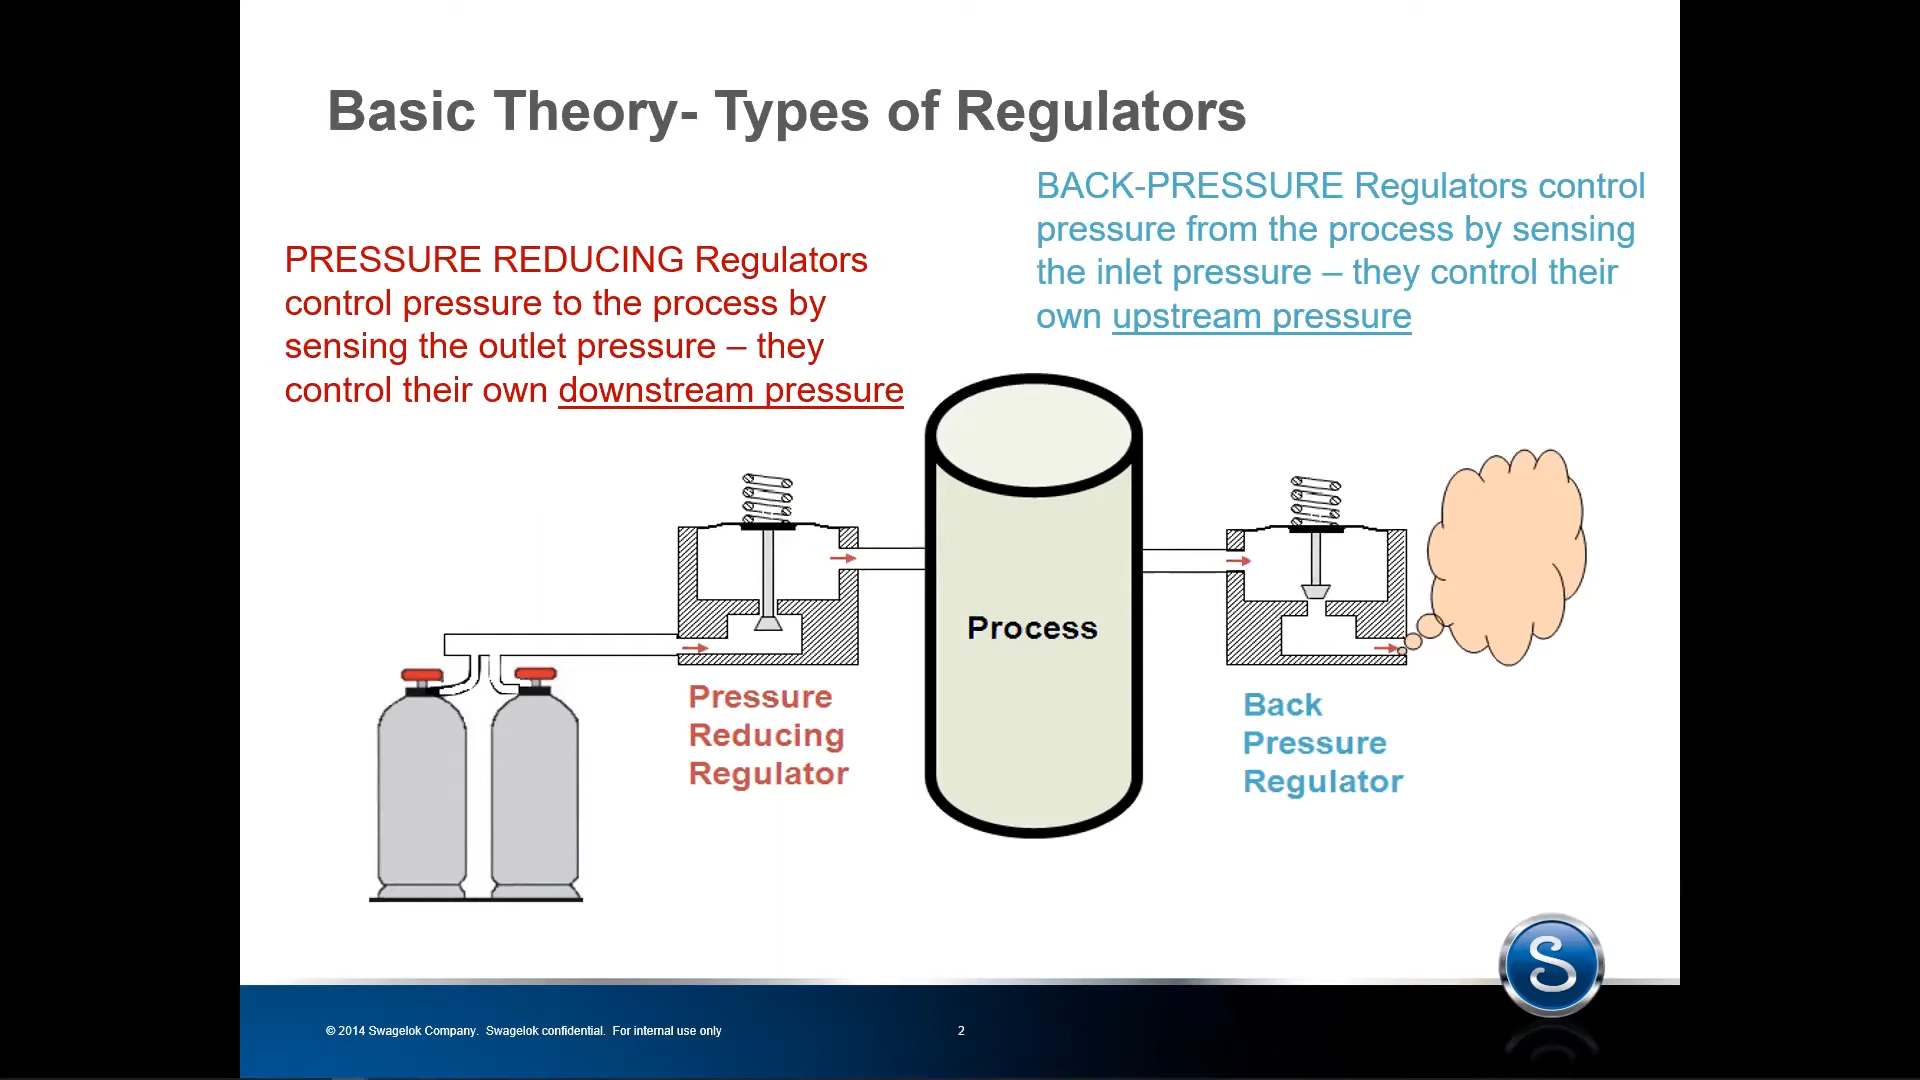 Basic Theory- Types of Regulators
BACK-PRESSURE Regulators control
pressure from the process by sensing
the inlet pressure – they control their
own upstream pressure
PRESSURE REDUCING Regulators
control pressure to the process by
sensing the outlet pressure – they
control their own downstream pressure
Process
Pressure
Reducing
Regulator
Back
Pressure
Regulator
S
© 2014 Swagelok Company. Swagelok confidential. For internal use only
2